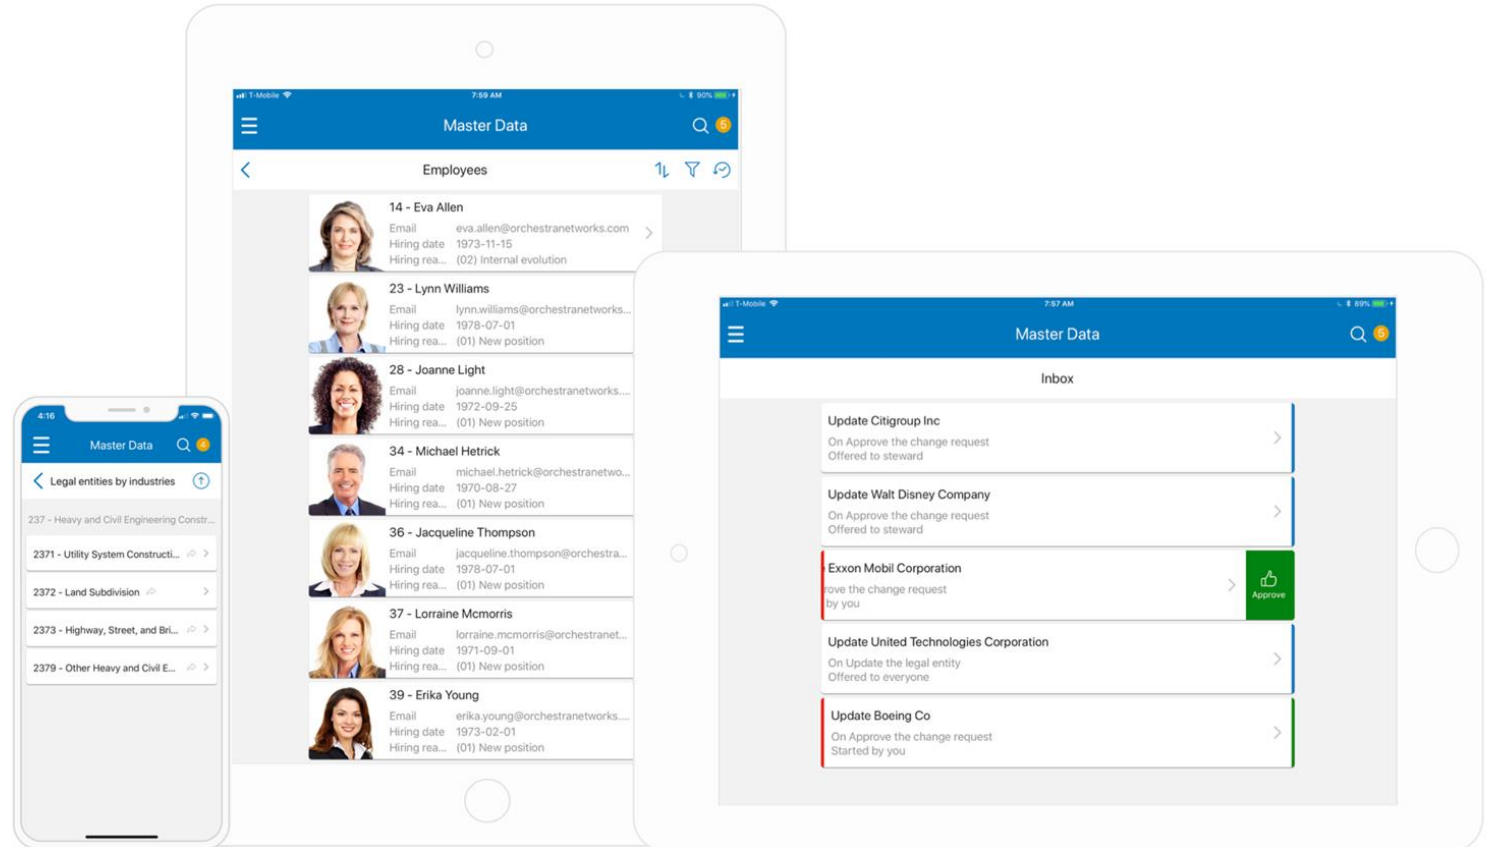 T-Mobile
7:59 AM
90%
Master Data
5
Employees
14 - Eva Allen
Email eva.allen@orchestranetworks.com
Hiring date 1973-11-15
Hiring rea... (02) Internal evolution
23 - Lynn Williams
Email lynn.williams@orchestranetworks...
Hiring date 1978-07-01
Hiring rea... (01) New position
28 - Joanne Light
Email joanne.light@orchestranetworks....
Hiring date 1972-09-25
Hiring rea... (01) New position
34 - Michael Hetrick
Email michael.hetrick@orchestranetwo...
Hiring date 1970-08-27
Hiring rea... (01) New position
36 - Jacqueline Thompson
Email jacqueline.thompson@orchestra...
Hiring date 1978-07-01
Hiring rea... (01) New position
37 - Lorraine Mcmorris
Email lorraine.mcmorris@orchestranet...
Hiring date 1971-09-01
Hiring rea... (01) New position
39 - Erika Young
Email erika.young@orchestranetworks....
Hiring date 1973-02-01
Hiring rea... (01) New position
4:16
Master Data
4
Legal entities by industries
237 - Heavy and Civil Engineering Constr...
2371 - Utility System Constructi...
2372 - Land Subdivision
2373 - Highway, Street, and Bri...
2379 - Other Heavy and Civil E...
T-Mobile
7:57 AM
89%
Master Data
5
Inbox
Update Citigroup Inc
On Approve the change request
Offered to steward
Update Walt Disney Company
On Approve the change request
Offered to steward
Exxon Mobil Corporation
rove the change request
by you
Approve
Update United Technologies Corporation
On Update the legal entity
Offered to everyone
Update Boeing Co
On Approve the change request
Started by you